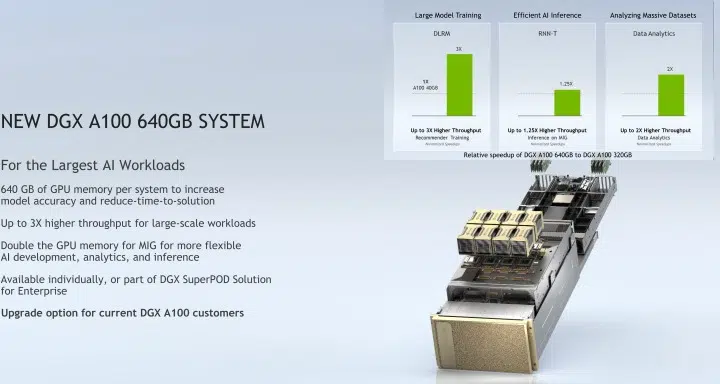 NEW DGX A100 640GB SYSTEM
For the Largest AI Workloads
640 GB of GPU memory per system to increase
model accuracy and reduce-time-to-solution
Up to 3X higher throughput for large-scale workloads
Double the GPU memory for MIG for more flexible
AI development, analytics, and inference
Available individually, or part of DGX SuperPOD Solution
for Enterprise
Upgrade option for current DGX A100 customers
Large Model Training
DLRM
3X
1X
A100 40GB
Up to 3X Higher Throughput
Recommender Training
Normalized Speedups
Efficient AI Inference
RNN-T
1.25X
Up to 1.25X Higher Throughput
Inference on MIG
Normalized Speedups
Analyzing Massive Datasets
Data Analytics
2X
Up to 2X Higher Throughput
Data Analytics
Normalized Speedups
Relative speedup of DGX A100 640GB to DGX A100 320GB